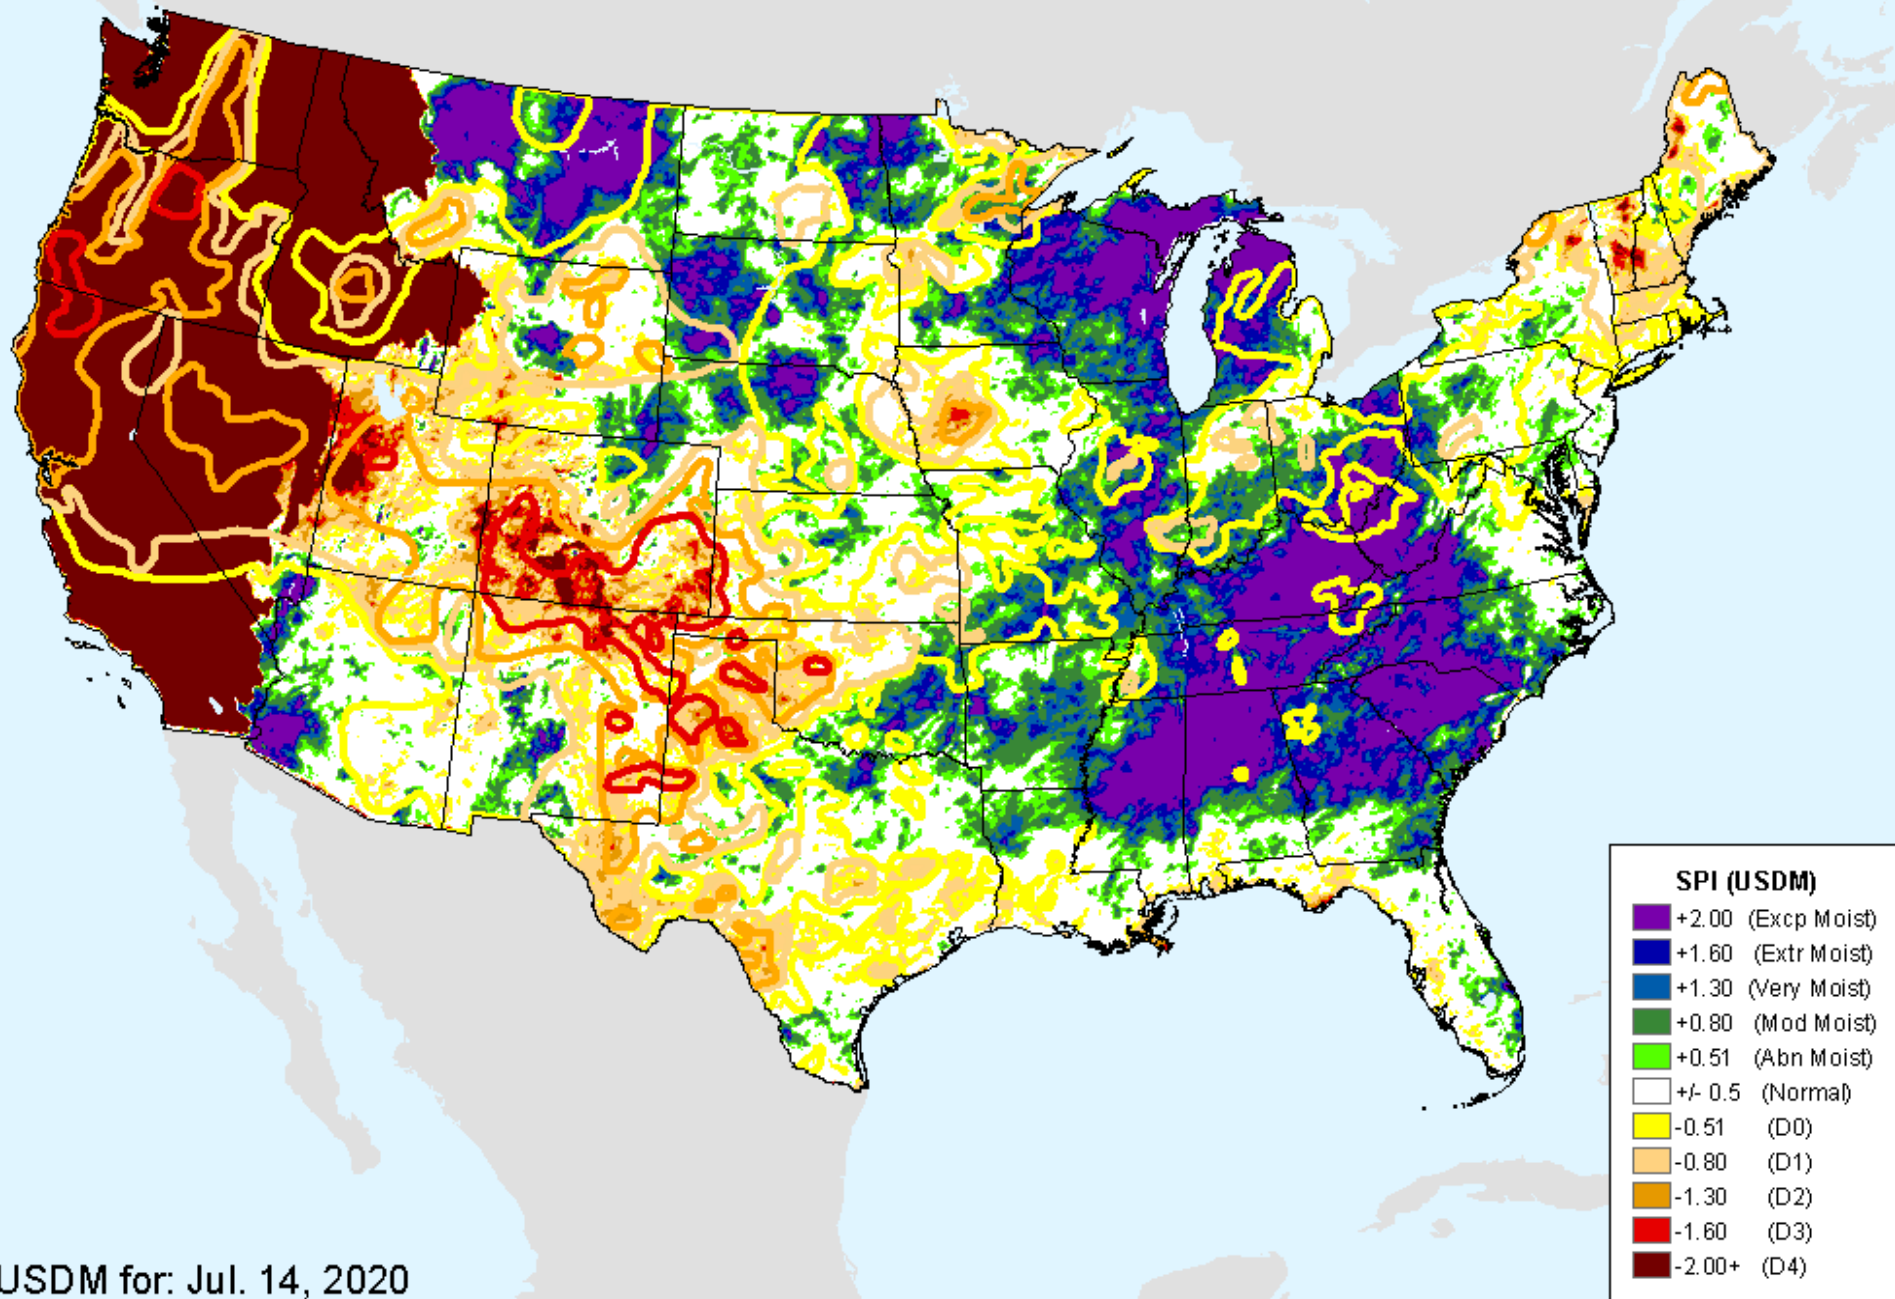 SPI (USDM)
+2.00 (Excp Moist)
+1.60 (Extr Moist)
+1.30 (Very Moist)
+0.80 (Mod Moist)
+0.51 (Abn Moist)
+/- 0.5 (Normal)
-0.51 (D0)
-0.80 (D1)
-1.30 (D2)
-1.60 (D3)
-2.00+ (D4)
USDM for: Jul. 14, 2020